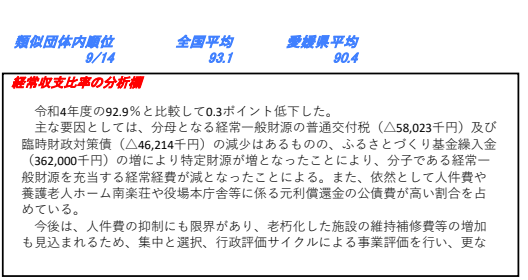 類似団体内順位 全国平均 愛媛県平均
9/14 93.1 90.4
経常収支比率の分析欄
令和4年度の92.9％と比較して0.3ポイント低下した。
主な要因としては、分母となる経常一般財源の普通交付税（△58,023千円）及び
臨時財政対策債（△46,214千円）の減少はあるものの、ふるさとづくり基金繰入金
（362,000千円）の増により特定財源が増となったことにより、分子である経常一
般財源を充当する経常経費が減となったことによる。また、依然として人件費や
養護老人ホーム南楽荘や役場本庁舎等に係る元利償還金の公債費が高い割合を占
めている。
今後は、人件費の抑制にも限界があり、老朽化した施設の維持補修費等の増加
も見込まれるため、集中と選択、行政評価サイクルによる事業評価を行い、更な